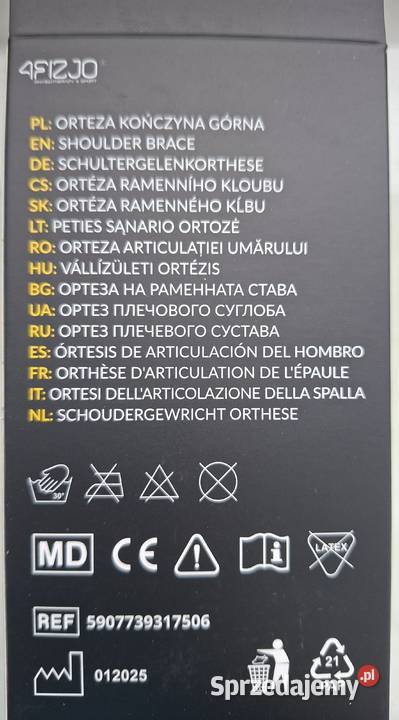 4FIZJO
PL: ORTEZA KOŃCZYNA GÓRNA
EN: SHOULDER BRACE
DE: SCHULTERGELENKORTHESE
CS: ORTÉZA RAMENNÍHO KLOUBU
SK: ORTÉZA RAMENNÉHO KĹBU
LT: PETIES SĄNARIO ORTOZĖ
RO: ORTEZA ARTICULAȚIEI UMĂRULUI
HU: VÁLLÍZÜLETI ORTÉZIS
BG: ОРТЕЗА НА РАМЕННАТА СТАВА
UA: ОРТЕЗ ПЛЕЧОВОГО СУГЛОБА
RU: ОРТЕЗ ПЛЕЧЕВОГО СУСТАВА
ES: ÓRTESIS DE ARTICULACIÓN DEL HOMBRO
FR: ORTHÈSE D'ARTICULATION DE L'ÉPAULE
IT: ORTESI DELL'ARTICOLAZIONE DELLA SPALLA
NL: SCHOUDERGEWRICHT ORTHESE
30°
MD CE LATEX
REF 5907739317506
012025
21
Sprzedajemy.pl